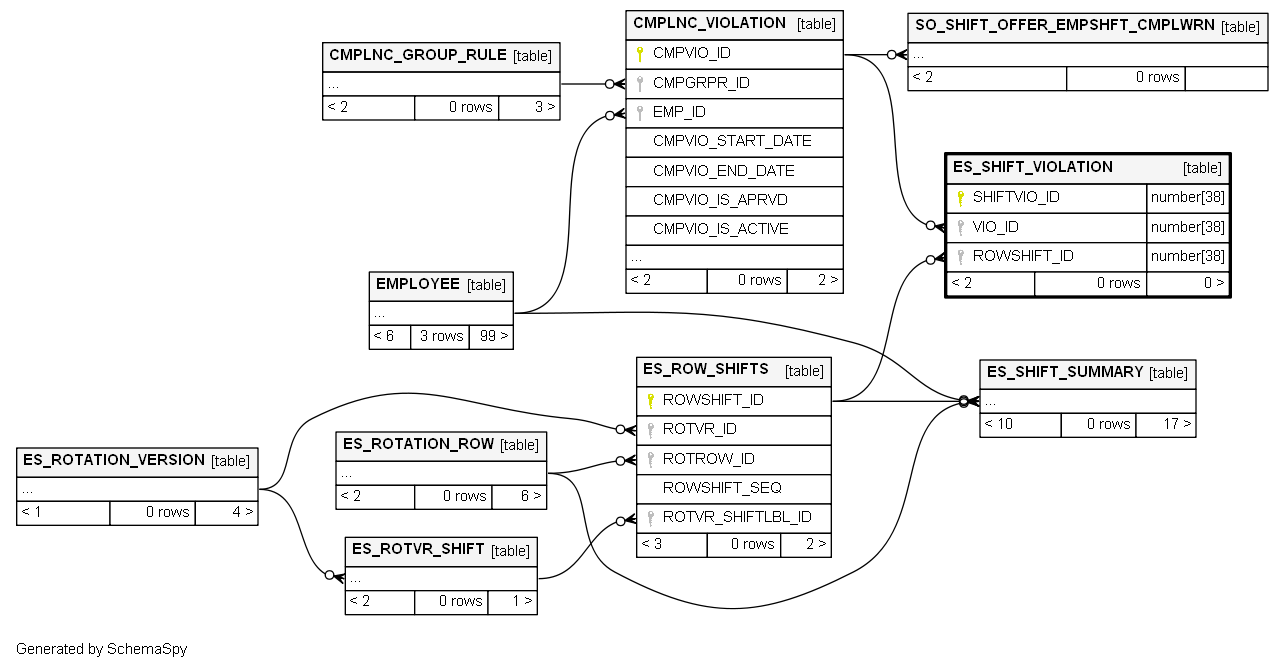 CMPLNC_GROUP_RULE [table]
...
< 2 0 rows 3 >
CMPLNC_VIOLATION [table]
CMPVIO_ID
CMPGRPR_ID
EMP_ID
CMPVIO_START_DATE
CMPVIO_END_DATE
CMPVIO_IS_APRVD
CMPVIO_IS_ACTIVE
...
< 2 0 rows 2 >
SO_SHIFT_OFFER_EMPSHFT_CMPLWRN [table]
...
< 2 0 rows
ES_SHIFT_VIOLATION [table]
SHIFTVIO_ID number[38]
VIO_ID number[38]
ROWSHIFT_ID number[38]
< 2 0 rows 0 >
EMPLOYEE [table]
...
< 6 3 rows 99 >
ES_ROW_SHIFTS [table]
ROWSHIFT_ID
ROTVR_ID
ROTROW_ID
ROWSHIFT_SEQ
ROTVR_SHIFTLBL_ID
< 3 0 rows 2 >
ES_SHIFT_SUMMARY [table]
...
< 10 0 rows 17 >
ES_ROTATION_VERSION [table]
...
< 1 0 rows 4 >
ES_ROTATION_ROW [table]
...
< 2 0 rows 6 >
ES_ROTVR_SHIFT [table]
...
< 2 0 rows 1 >
Generated by SchemaSpy